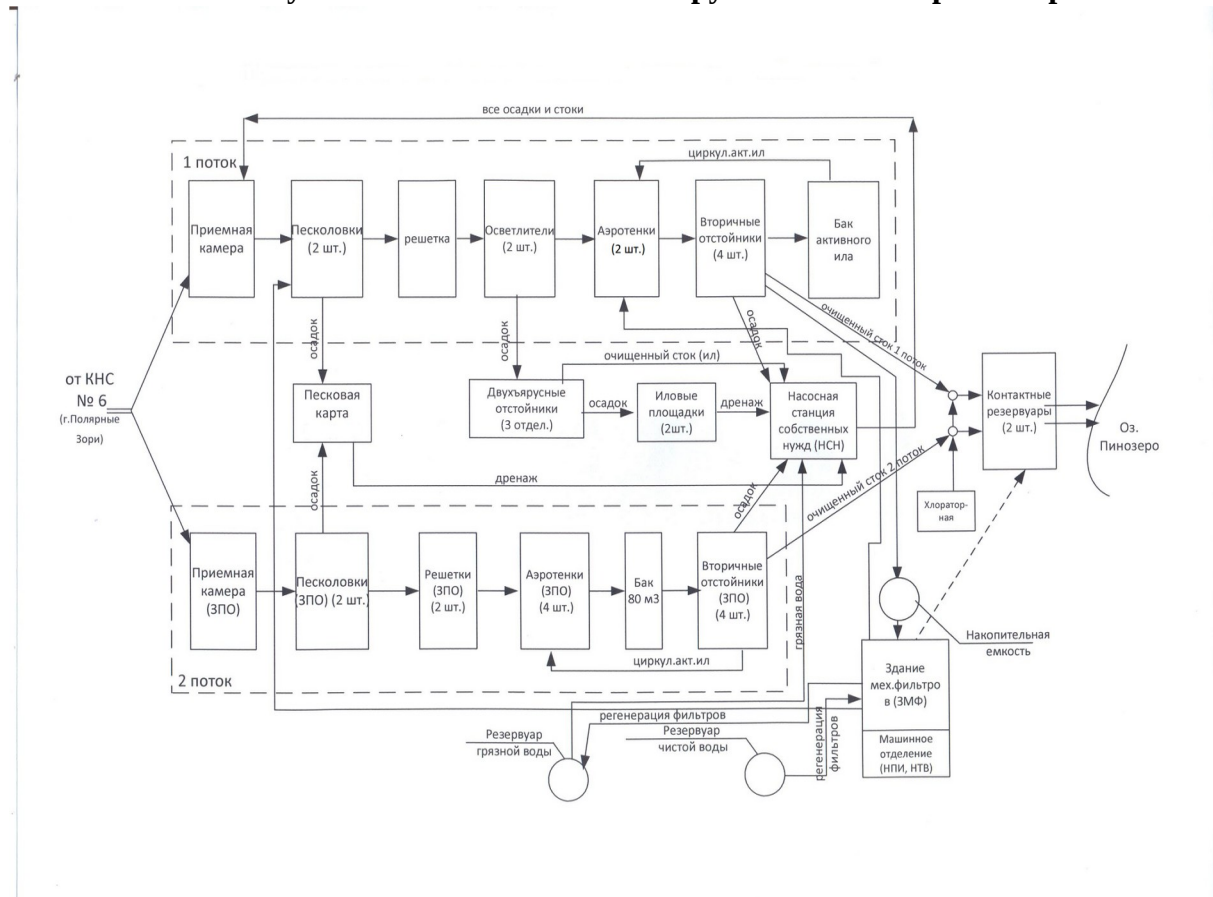 все осадки и стоки
1 поток
циркул.акт.ил
Приемная
камера
Песколовки
(2 шт.)
решетка
Осветлители
(2 шт.)
Аэротенки
(2 шт.)
Вторичные
отстойники
(4 шт.)
Бак
активного
ила
осадок
осадок
осадок
очищенный сток 1 поток
от КНС
№ 6
(г.Полярные
Зори)
Песковая
карта
очищенный сток (ил)
Двухъярусные
отстойники
(3 отдел.)
осадок
Иловые
площадки
(2шт.)
дренаж
Насосная
станция
собственных
нужд (НСН)
Контактные
резервуары
(2 шт.)
Оз.
Пинозеро
осадок
дренаж
осадок
очищенный сток 2 поток
Хлоратор-
ная
Приемная
камера
(ЗПО)
Песколовки
(ЗПО) (2 шт.)
Решетки
(ЗПО)
(2 шт.)
Аэротенки
(ЗПО)
(4 шт.)
Бак
80 м3
Вторичные
отстойники
(ЗПО)
(4 шт.)
грязная вода
циркул.акт.ил
2 поток
Накопительная
емкость
Здание
мех.фильтро
в (ЗМФ)
Машинное
отделение
(НПИ, НТВ)
регенерация фильтров
Резервуар
грязной воды
Резервуар
чистой воды
регенерация
фильтров